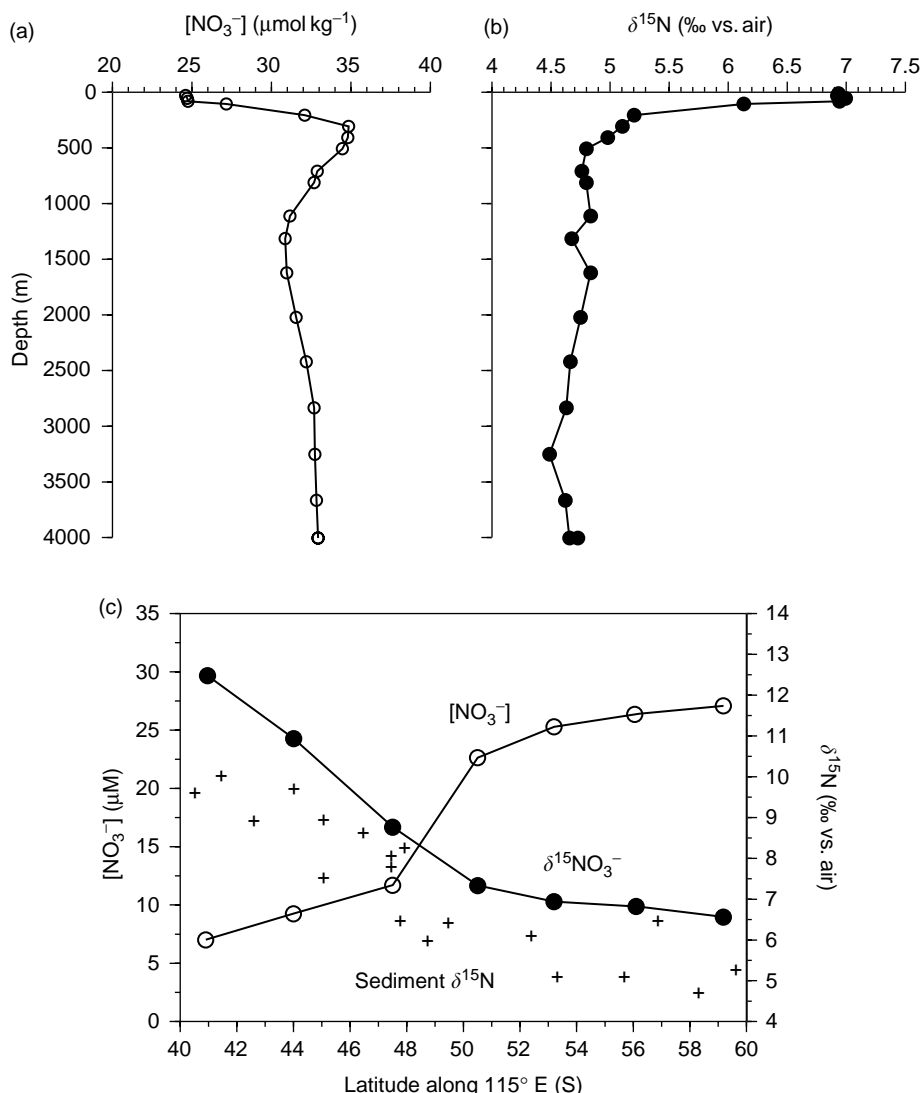 (a)
[NO₃⁻] (μmol kg⁻¹)
20 25 30 35 40
(b)
δ¹⁵N (‰ vs. air)
4 4.5 5 5.5 6 6.5 7 7.5
Depth (m)
0
500
1000
1500
2000
2500
3000
3500
4000
(c)
[NO₃⁻] (μM)
35
30
25
20
15
10
5
0
[NO₃⁻]
δ¹⁵NO₃⁻
Sediment δ¹⁵N
14
13
12
11
10
9
8
7
6
5
4
δ¹⁵N (‰ vs. air)
40 42 44 46 48 50 52 54 56 58 60
Latitude along 115° E (S)